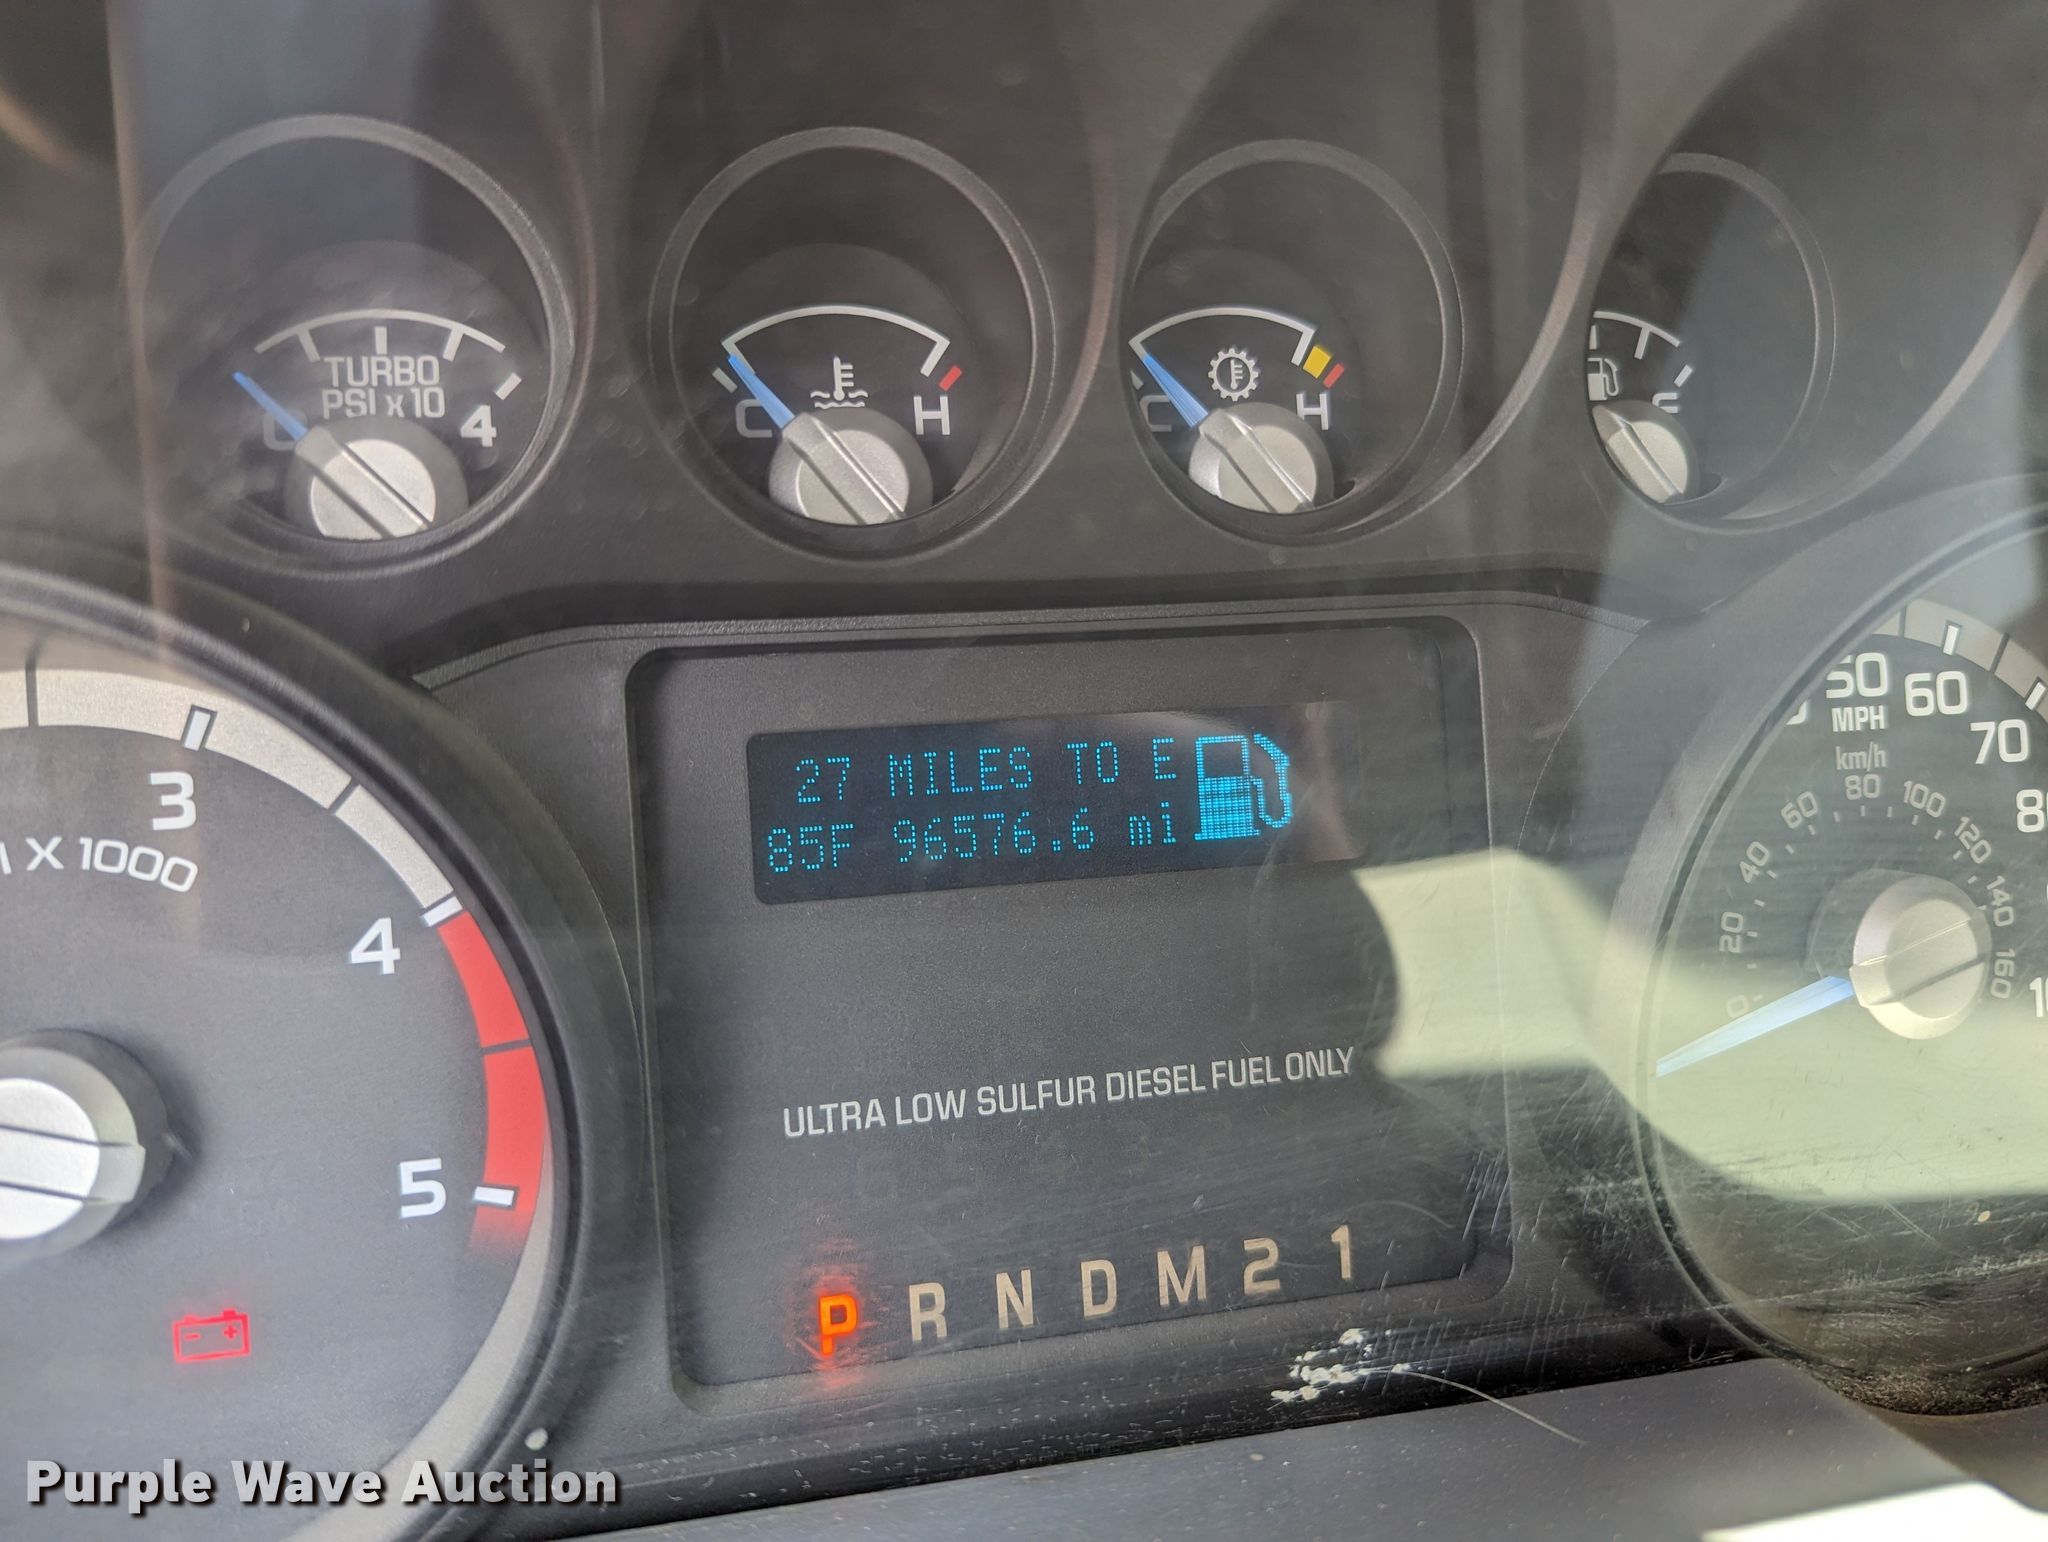 TURBO
PSI x 10
4
C
H
C
H
27 MILES TO E
85F 96576.6 mi
3
X 1000
4
5
50 60 70
MPH
km/h
0 20 40 60 80 100 120 140 160
ULTRA LOW SULFUR DIESEL FUEL ONLY
P R N D M 2 1
Purple Wave Auction